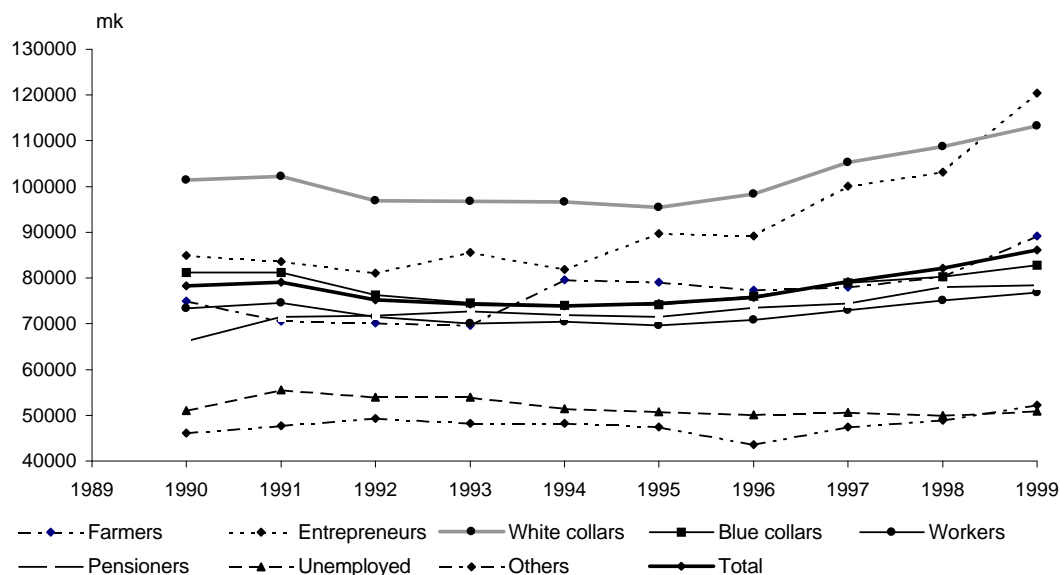 mk
130000
120000
110000
100000
90000
80000
70000
60000
50000
40000
1989 1990 1991 1992 1993 1994 1995 1996 1997 1998 1999
Farmers Entrepreneurs White collars Blue collars Workers
Pensioners Unemployed Others Total